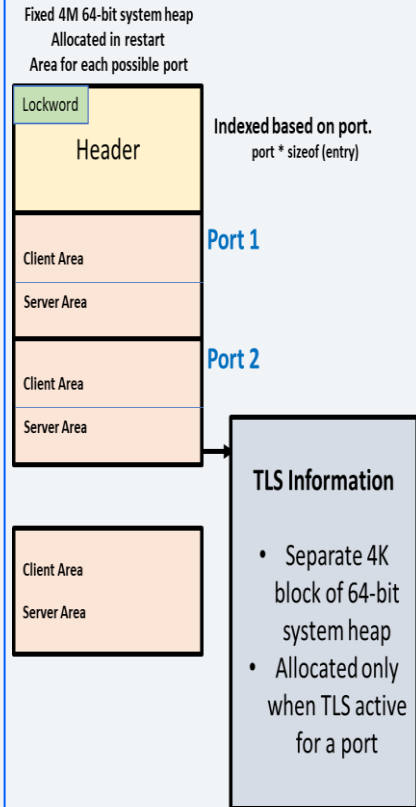 Fixed 4M 64-bit system heap
Allocated in restart
Area for each possible port
Lockword
Header
Indexed based on port.
port * sizeof (entry)
Port 1
Client Area
Server Area
Port 2
Client Area
Server Area
TLS Information
• Separate 4K
block of 64-bit
system heap
• Allocated only
when TLS active
for a port
Client Area
Server Area